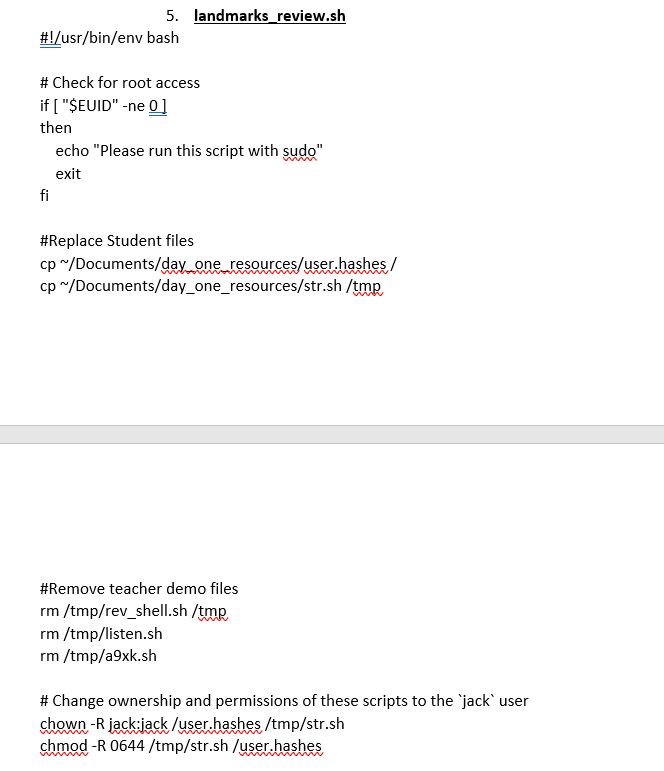 5. landmarks_review.sh
#!/usr/bin/env bash
# Check for root access
if [ "$EUID" -ne 0 ]
then
echo "Please run this script with sudo"
exit
fi
#Replace Student files
cp ~/Documents/day_one_resources/user.hashes /
cp ~/Documents/day_one_resources/str.sh /tmp
#Remove teacher demo files
rm /tmp/rev_shell.sh /tmp
rm /tmp/listen.sh
rm /tmp/a9xk.sh
# Change ownership and permissions of these scripts to the `jack` user
chown -R jack:jack /user.hashes /tmp/str.sh
chmod -R 0644 /tmp/str.sh /user.hashes